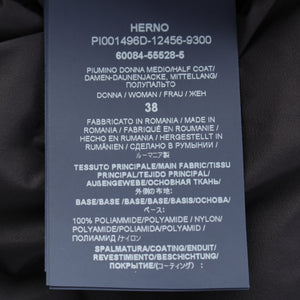 HERNO
PI001496D-12456-9300
60084-55528-5
PIUMINO DONNA MEDIO/HALF COAT/
DAMEN-DAUNENJACKE, MITTELLANG/
ПОЛУПАЛЬТО
DONNA / WOMAN / FRAU / ЖЕН
38
FABBRICATO IN ROMANIA / MADE IN
ROMANIA / FABRIQUÉ EN ROUMANIE /
HECHO EN RUMANIA / HERGESTELLT IN
RUMÄNIEN / СДЕЛАНО В РУМЫНИИ /
ルーマニア製
TESSUTO PRINCIPALE/MAIN FABRIC/TISSU
PRINCIPAL/TEJIDO PRINCIPAL/
AUßENGEWEBE/ОСНОВНАЯ ТКАНЬ/
外側の布地:
BASE/BASE/BASE/BASE/BASIS/ОСНОВА/
ベース:
100% POLIAMMIDE/POLYAMIDE / NYLON/
POLYAMIDE/POLIAMIDA/POLYAMID /
ПОЛИАМИД /ナイロン
SPALMATURA/COATING/ENDUIT/
REVESTIMIENTO/BESCHICHTUNG/
ПОКРЫТИЕ/(コーティング):